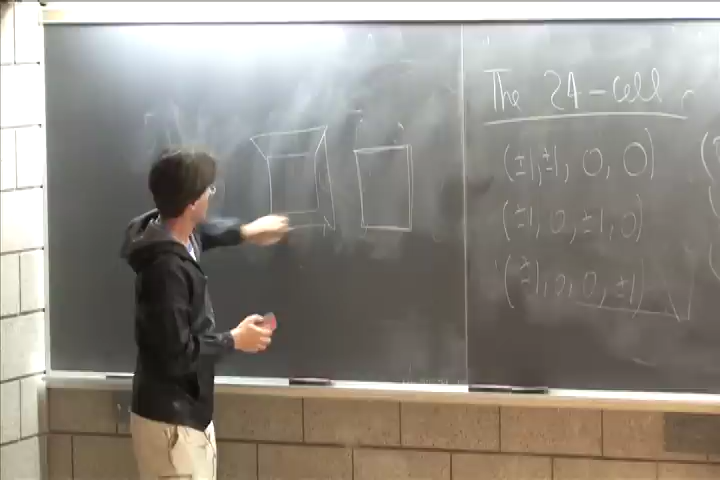 The 24-cell
(±1, ±1, 0, 0)
(±1, 0, ±1, 0)
(±1, 0, 0, ±1)